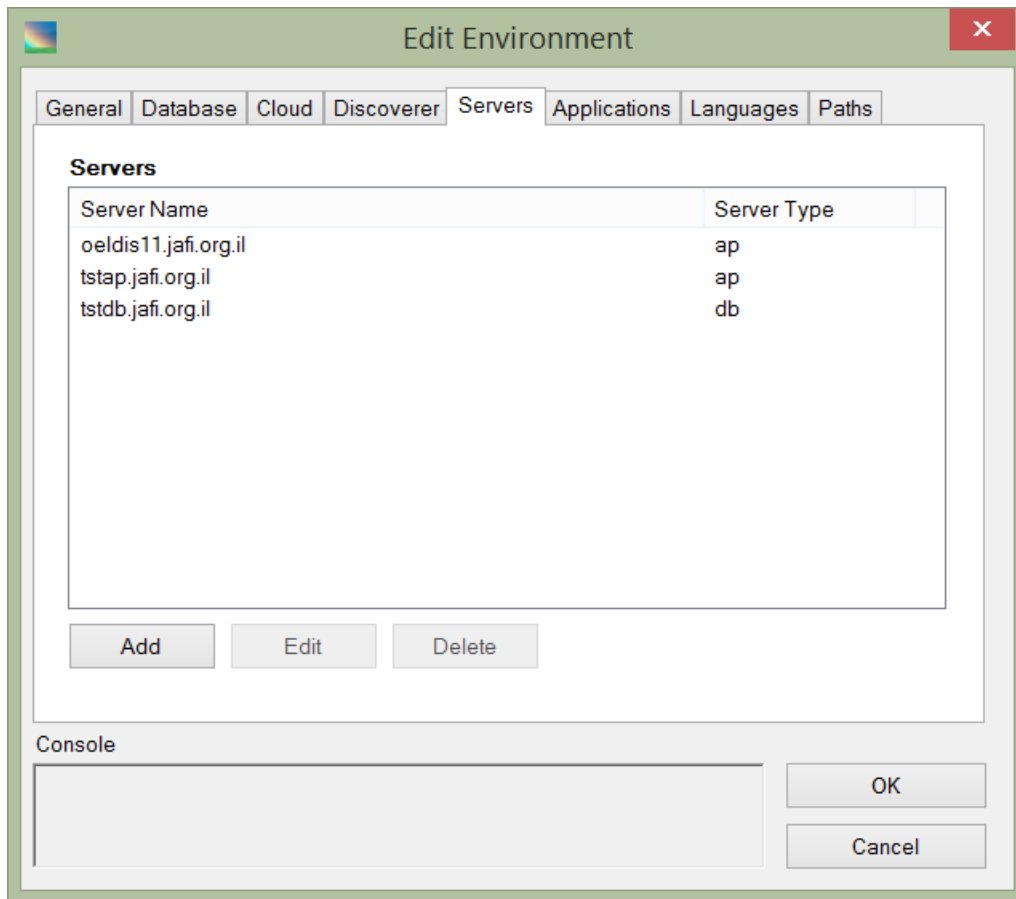 Edit Environment
General Database Cloud Discoverer Servers Applications Languages Paths
Servers
Server Name Server Type
oeldis11.jafi.org.il ap
tstap.jafi.org.il ap
tstdb.jafi.org.il db
Add Edit Delete
Console
OK
Cancel